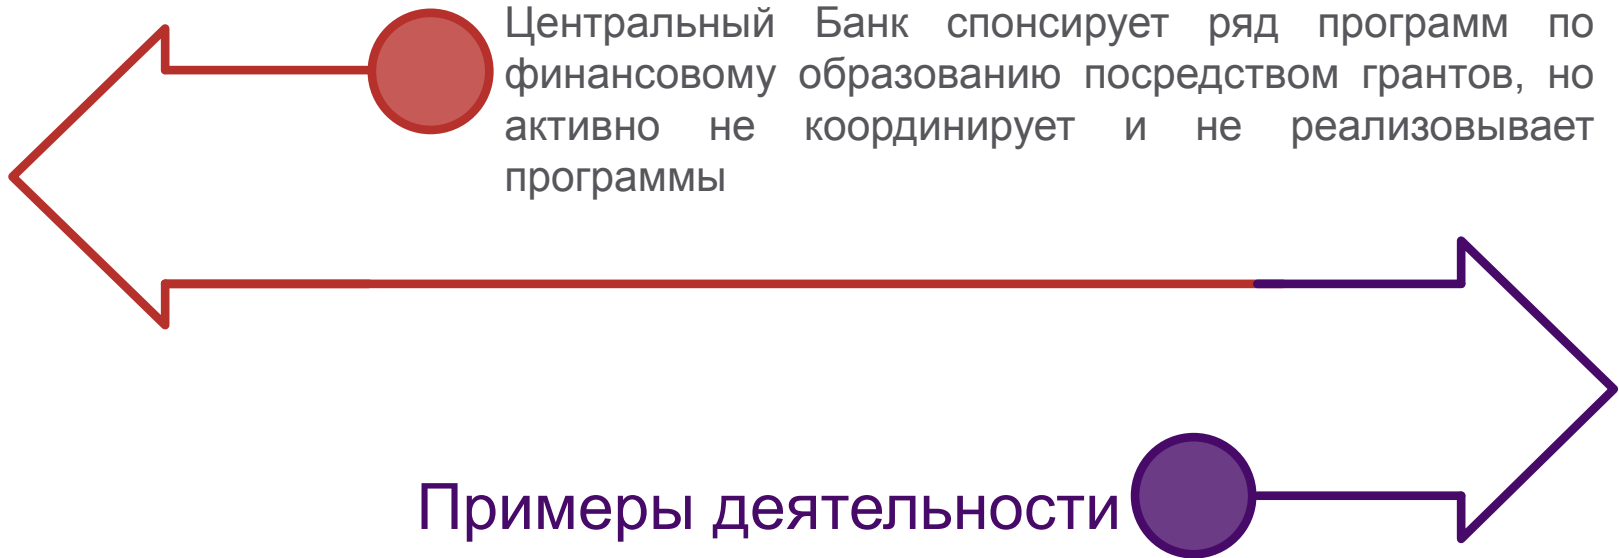 Центральный Банк спонсирует ряд программ по
финансовому образованию посредством грантов, но
активно не координирует и не реализовывает
программы
Примеры деятельности